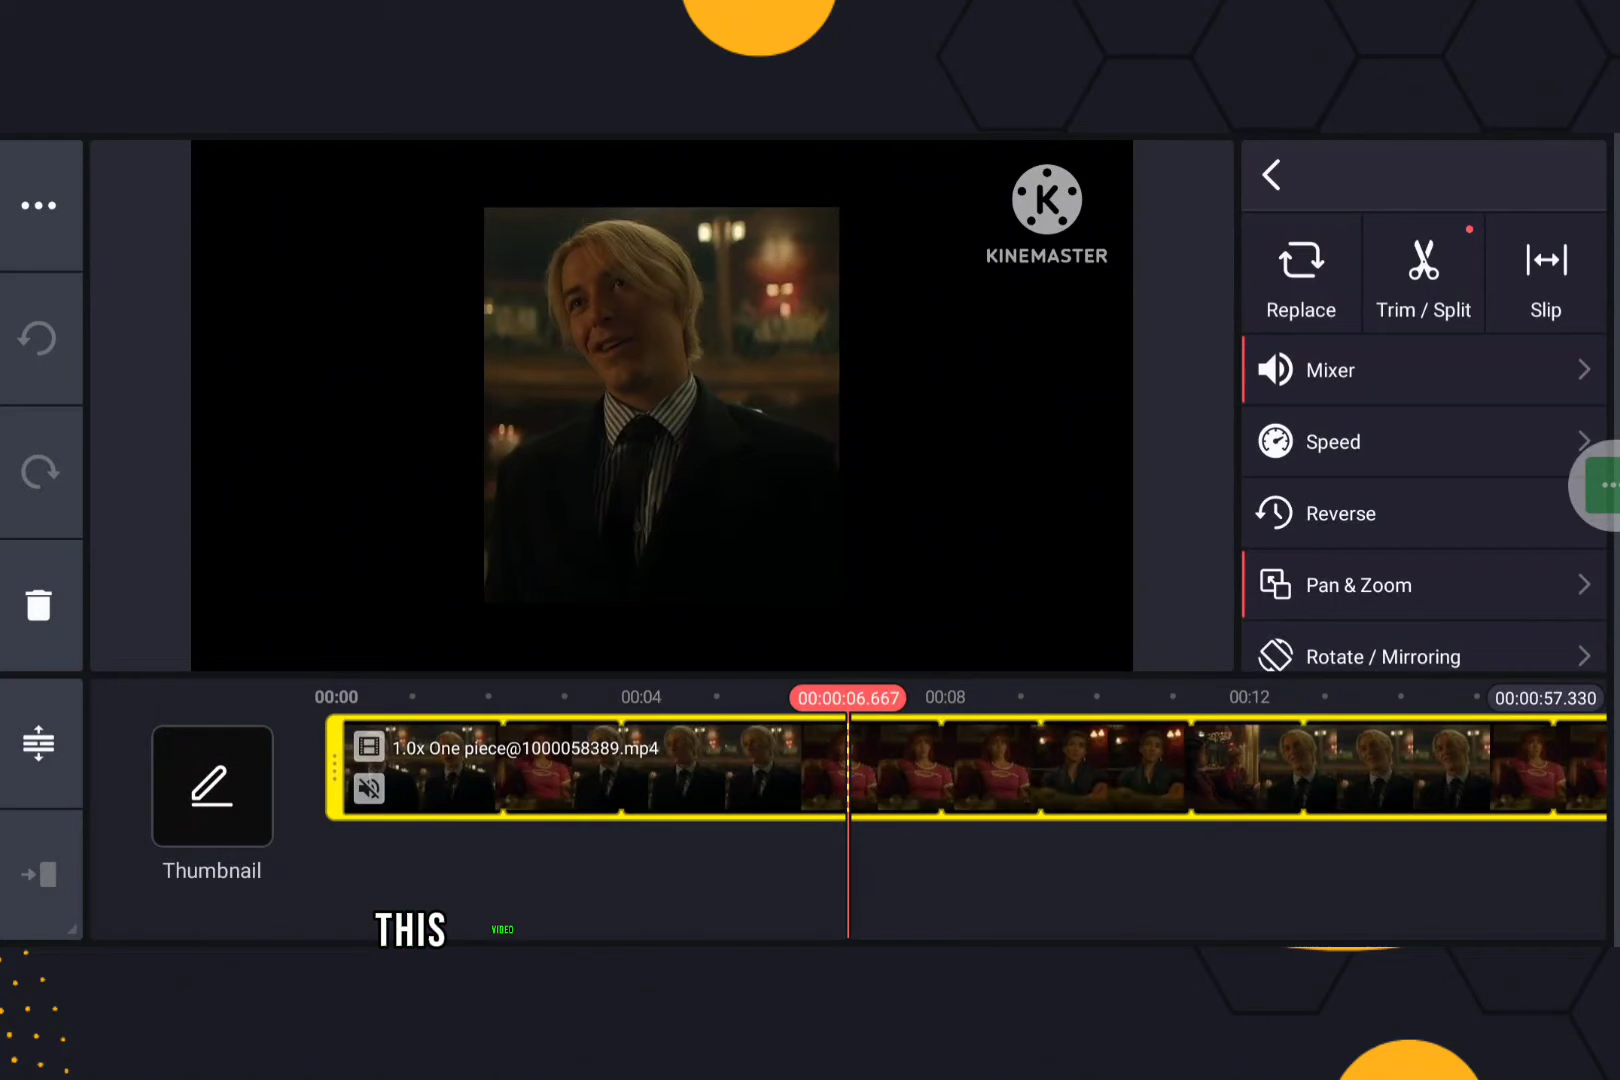 K
KINEMASTER
Replace
Trim / Split
Slip
Mixer
Speed
Reverse
Pan & Zoom
Rotate / Mirroring
00:00
00:04
00:00:06.667
00:08
00:12
00:00:57.330
1.0x One piece@1000058389.mp4
Thumbnail
THIS VIDEO